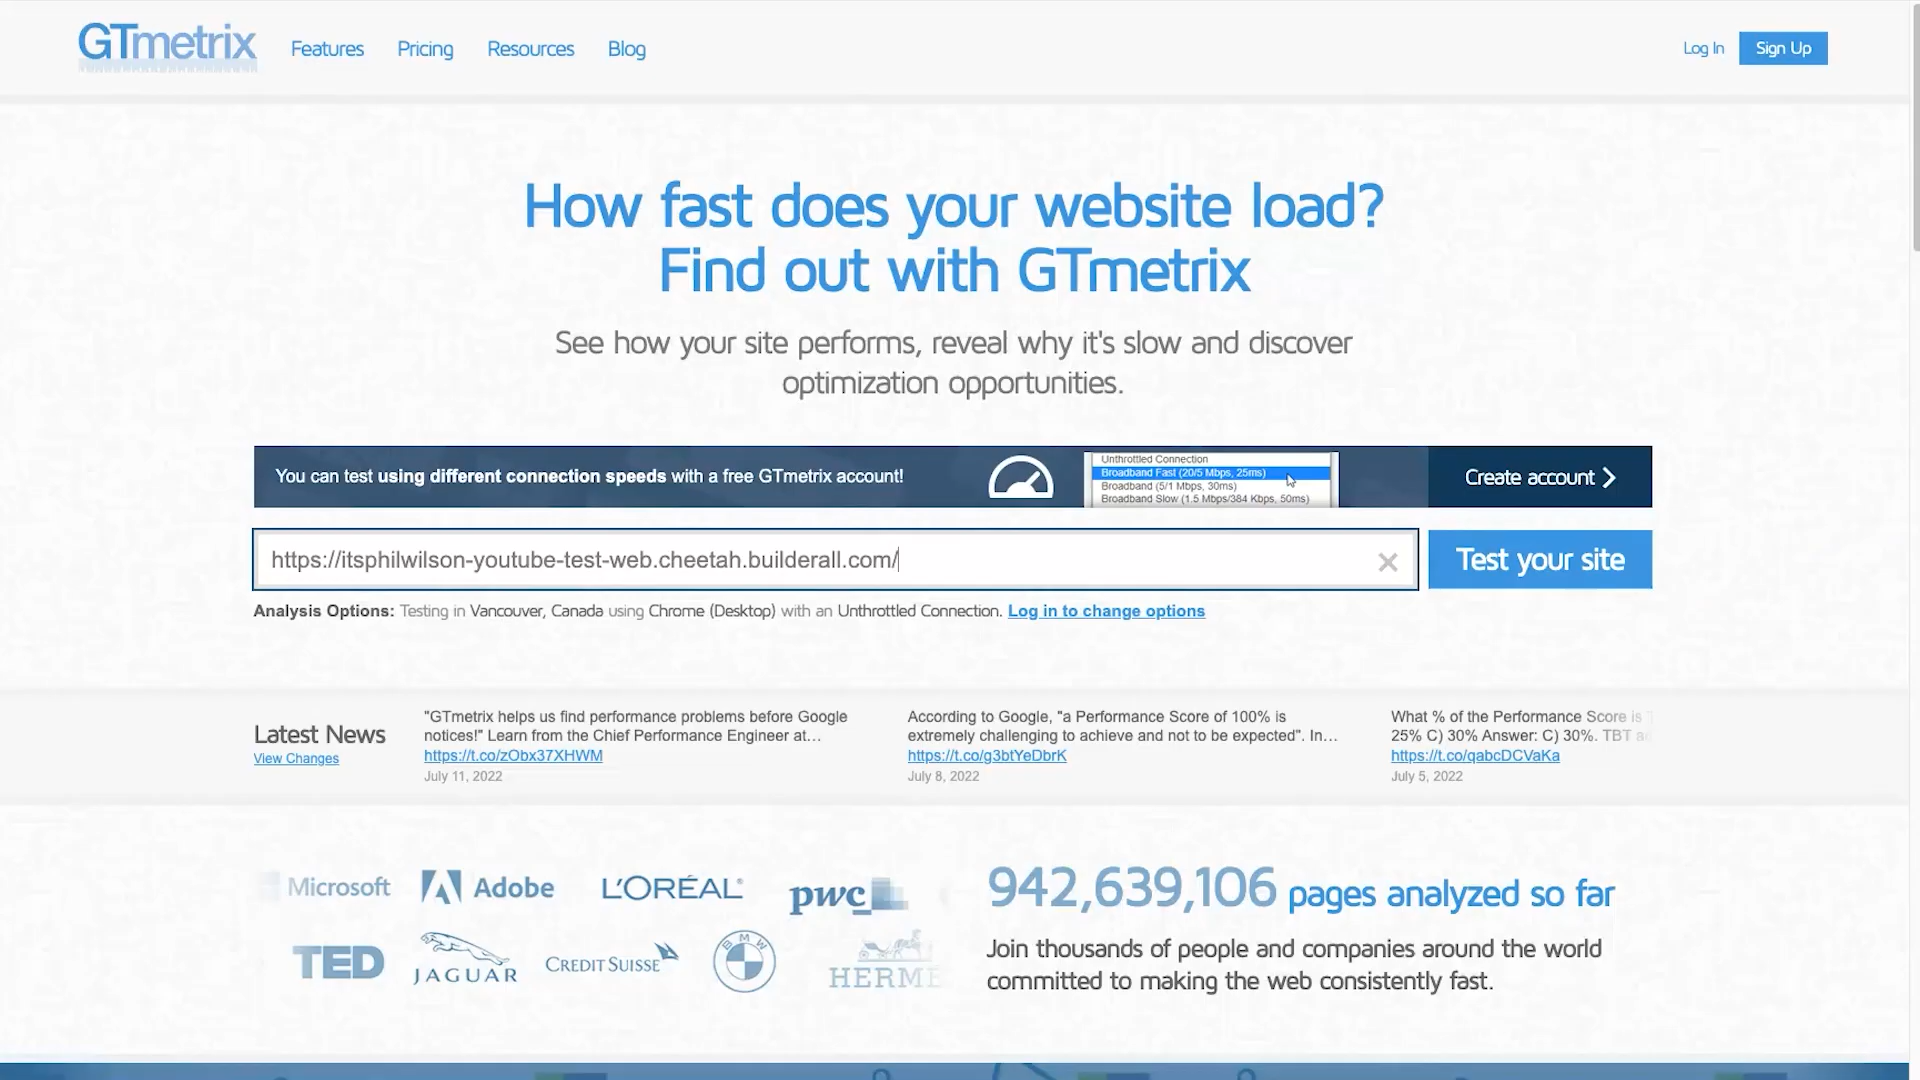 GTmetrix
Features
Pricing
Resources
Blog
Log In
Sign Up
How fast does your website load?
Find out with GTmetrix
See how your site performs, reveal why it's slow and discover
optimization opportunities.
You can test using different connection speeds with a free GTmetrix account!
Unthrottled Connection
Broadband Fast (20/5 Mbps, 25ms)
Broadband (5/1 Mbps, 30ms)
Broadband Slow (1.5 Mbps/384 Kbps, 50ms)
Create account
https://itsphilwilson-youtube-test-web.cheetah.builderall.com/
Test your site
Analysis Options: Testing in Vancouver, Canada using Chrome (Desktop) with an Unthrottled Connection. Log in to change options
Latest News
View Changes
"GTmetrix helps us find performance problems before Google
notices!" Learn from the Chief Performance Engineer at…
https://t.co/zObx37XHWM
July 11, 2022
According to Google, "a Performance Score of 100% is
extremely challenging to achieve and not to be expected". In…
https://t.co/g3btYeDbrK
July 8, 2022
What % of the Performance Score is
25% C) 30% Answer: C) 30%. TBT
https://t.co/qabcDCVaKa
July 5, 2022
Microsoft
Adobe
L'ORÉAL
pwc
TED
JAGUAR
CREDIT SUISSE
BMW
HERME
942,639,106 pages analyzed so far
Join thousands of people and companies around the world
committed to making the web consistently fast.